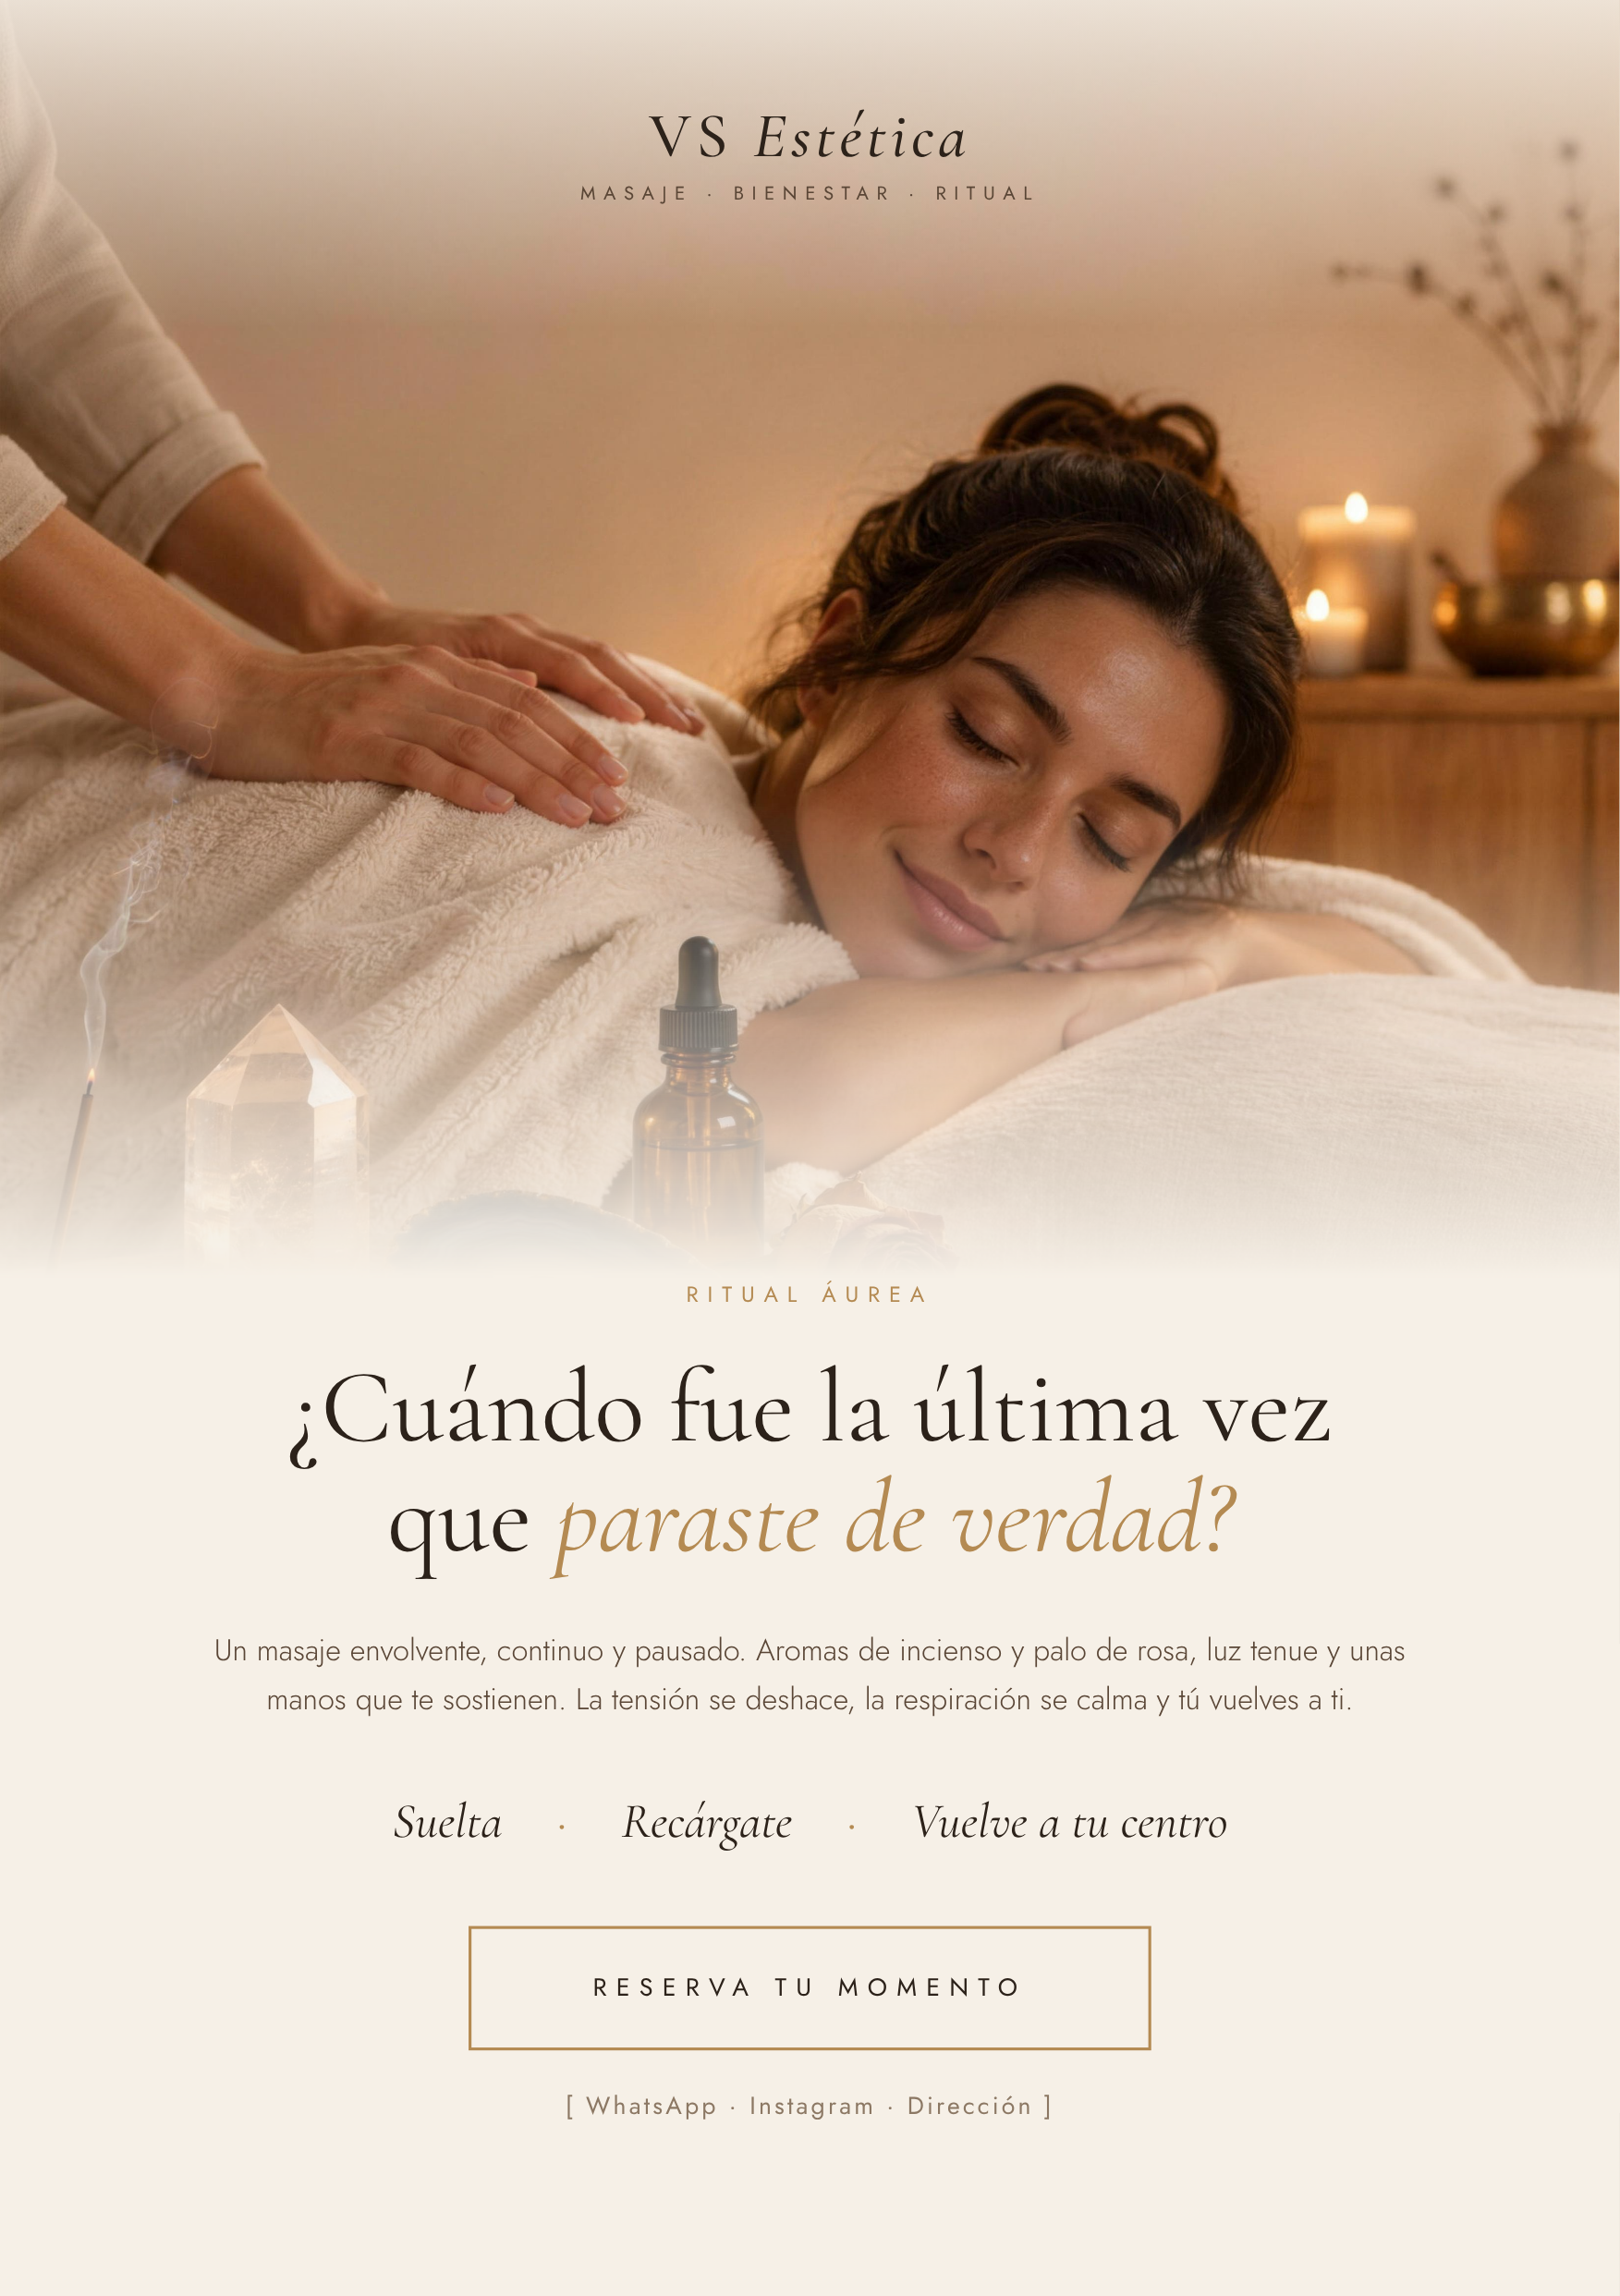 VS Estética
MASAJE · BIENESTAR · RITUAL
RITUAL ÁUREA
¿Cuándo fue la última vez
que paraste de verdad?
Un masaje envolvente, continuo y pausado. Aromas de incienso y palo de rosa, luz tenue y unas
manos que te sostienen. La tensión se deshace, la respiración se calma y tú vuelves a ti.
Suelta · Recárgate · Vuelve a tu centro
RESERVA TU MOMENTO
[ WhatsApp · Instagram · Dirección ]